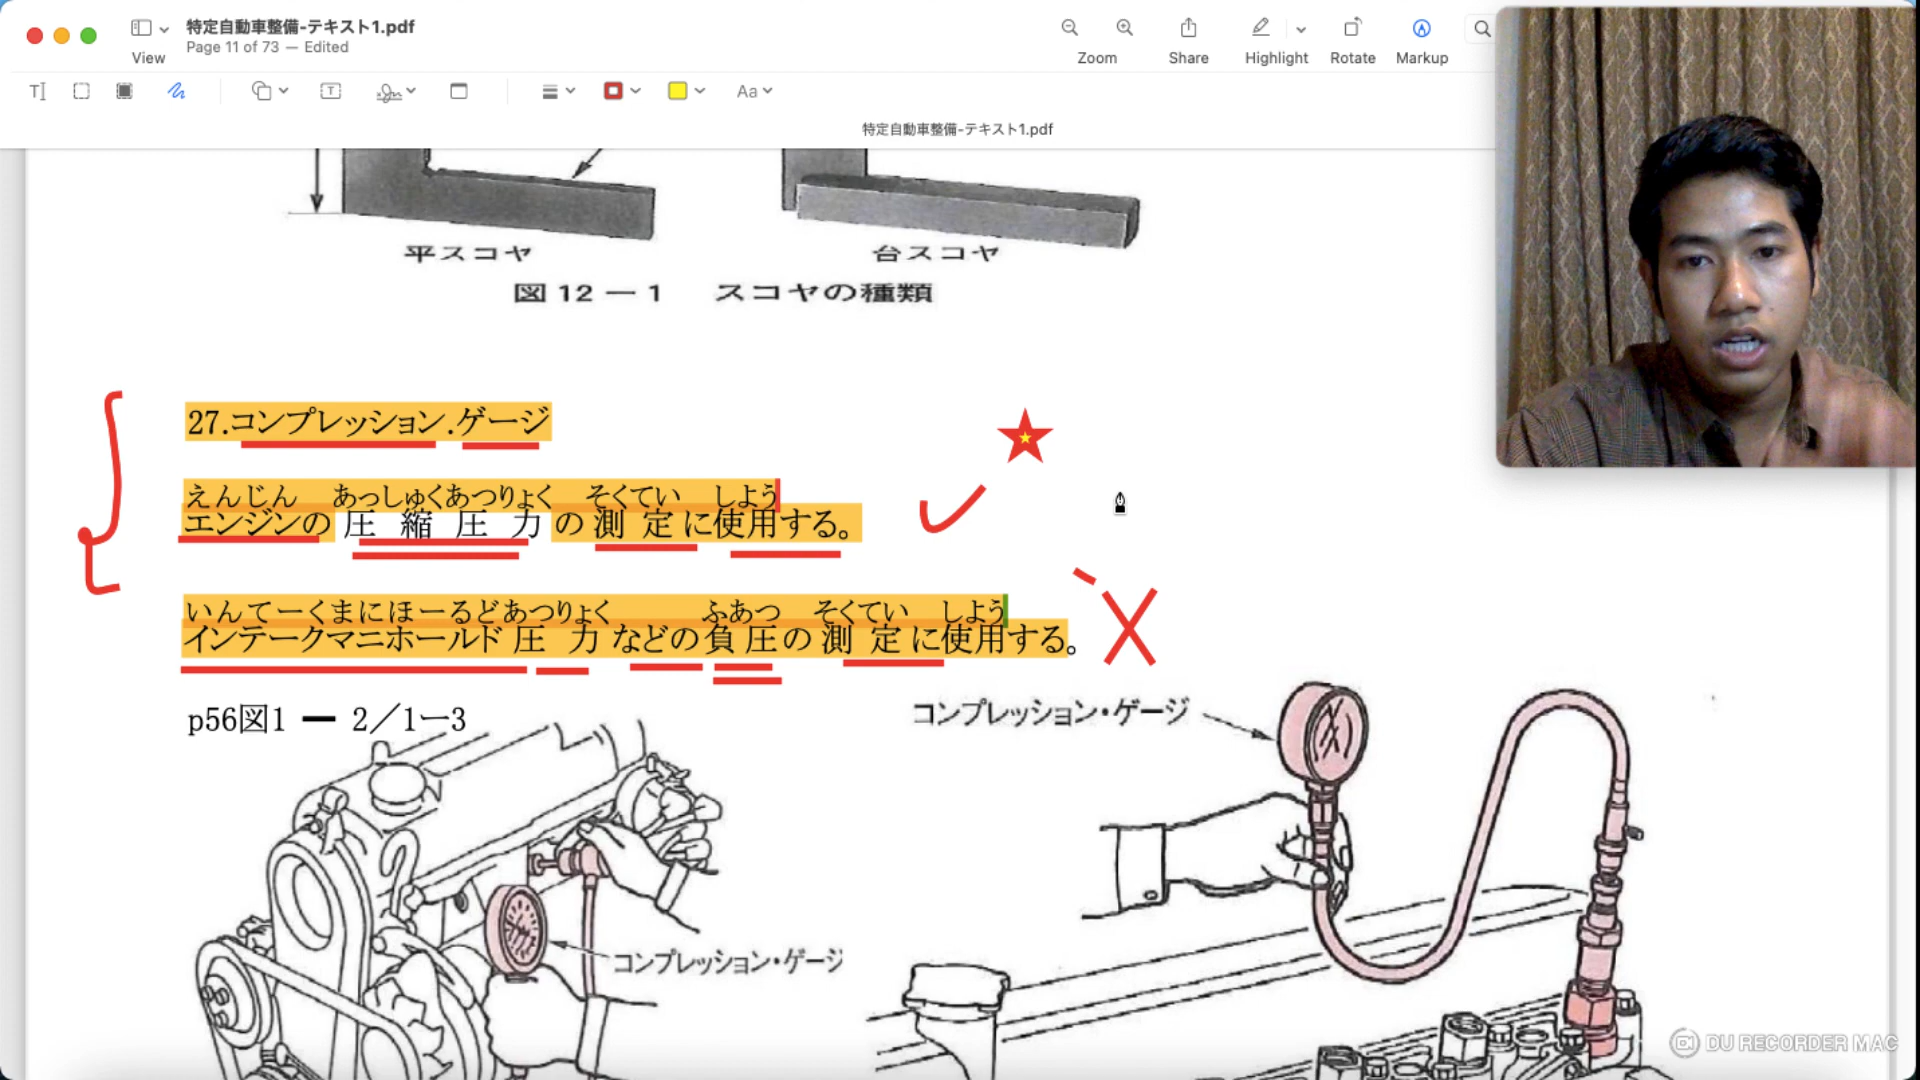 特定自動車整備-テキスト1.pdf
Page 11 of 73 — Edited
View
Zoom
Share
Highlight
Rotate
Markup
Aa
特定自動車整備-テキスト1.pdf
平スコヤ
台スコヤ
図12-1 スコヤの種類
27.コンプレッション.ゲージ
えんじん あっしゅくあつりょく そくてい しよう
エンジンの圧縮圧力の測定に使用する。
いんてーくまにほーるどあつりょく ふあつ そくてい しよう
インテークマニホールド圧力などの負圧の測定に使用する。
p56図1 ー 2／1ー3
コンプレッション・ゲージ
コンプレッション・ゲージ
DU RECORDER MAC